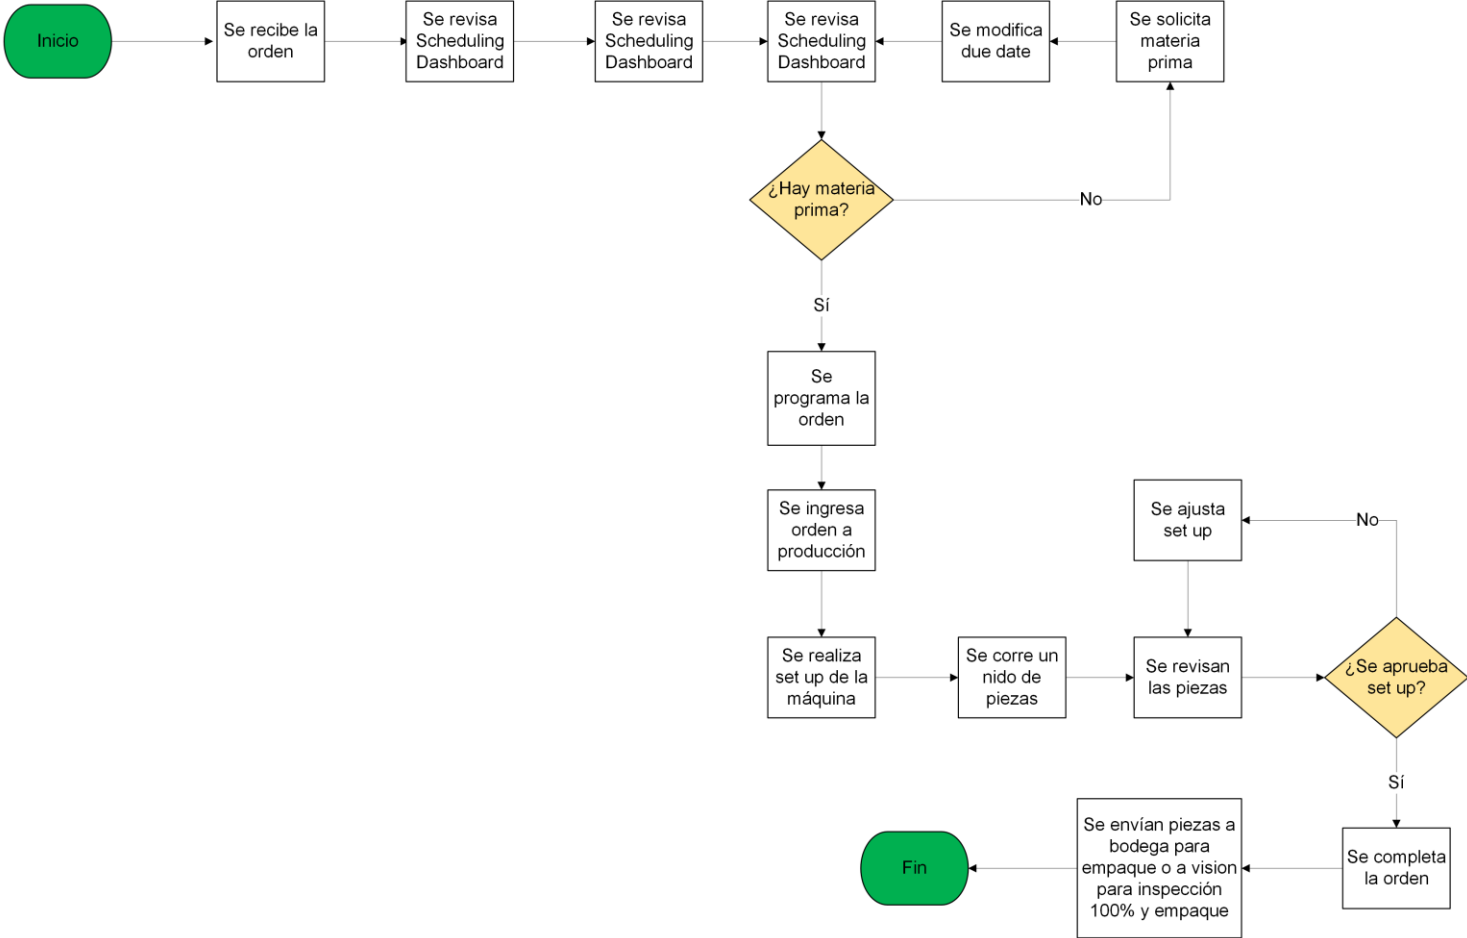 Inicio
Se recibe la
orden
Se revisa
Scheduling
Dashboard
Se revisa
Scheduling
Dashboard
Se revisa
Scheduling
Dashboard
Se modifica
due date
Se solicita
materia
prima
¿Hay materia
prima?
No
Sí
Se
programa la
orden
Se ingresa
orden a
producción
Se ajusta
set up
No
Se realiza
set up de la
máquina
Se corre un
nido de
piezas
Se revisan
las piezas
¿Se aprueba
set up?
Sí
Se completa
la orden
Se envían piezas a
bodega para
empaque o a vision
para inspección
100% y empaque
Fin